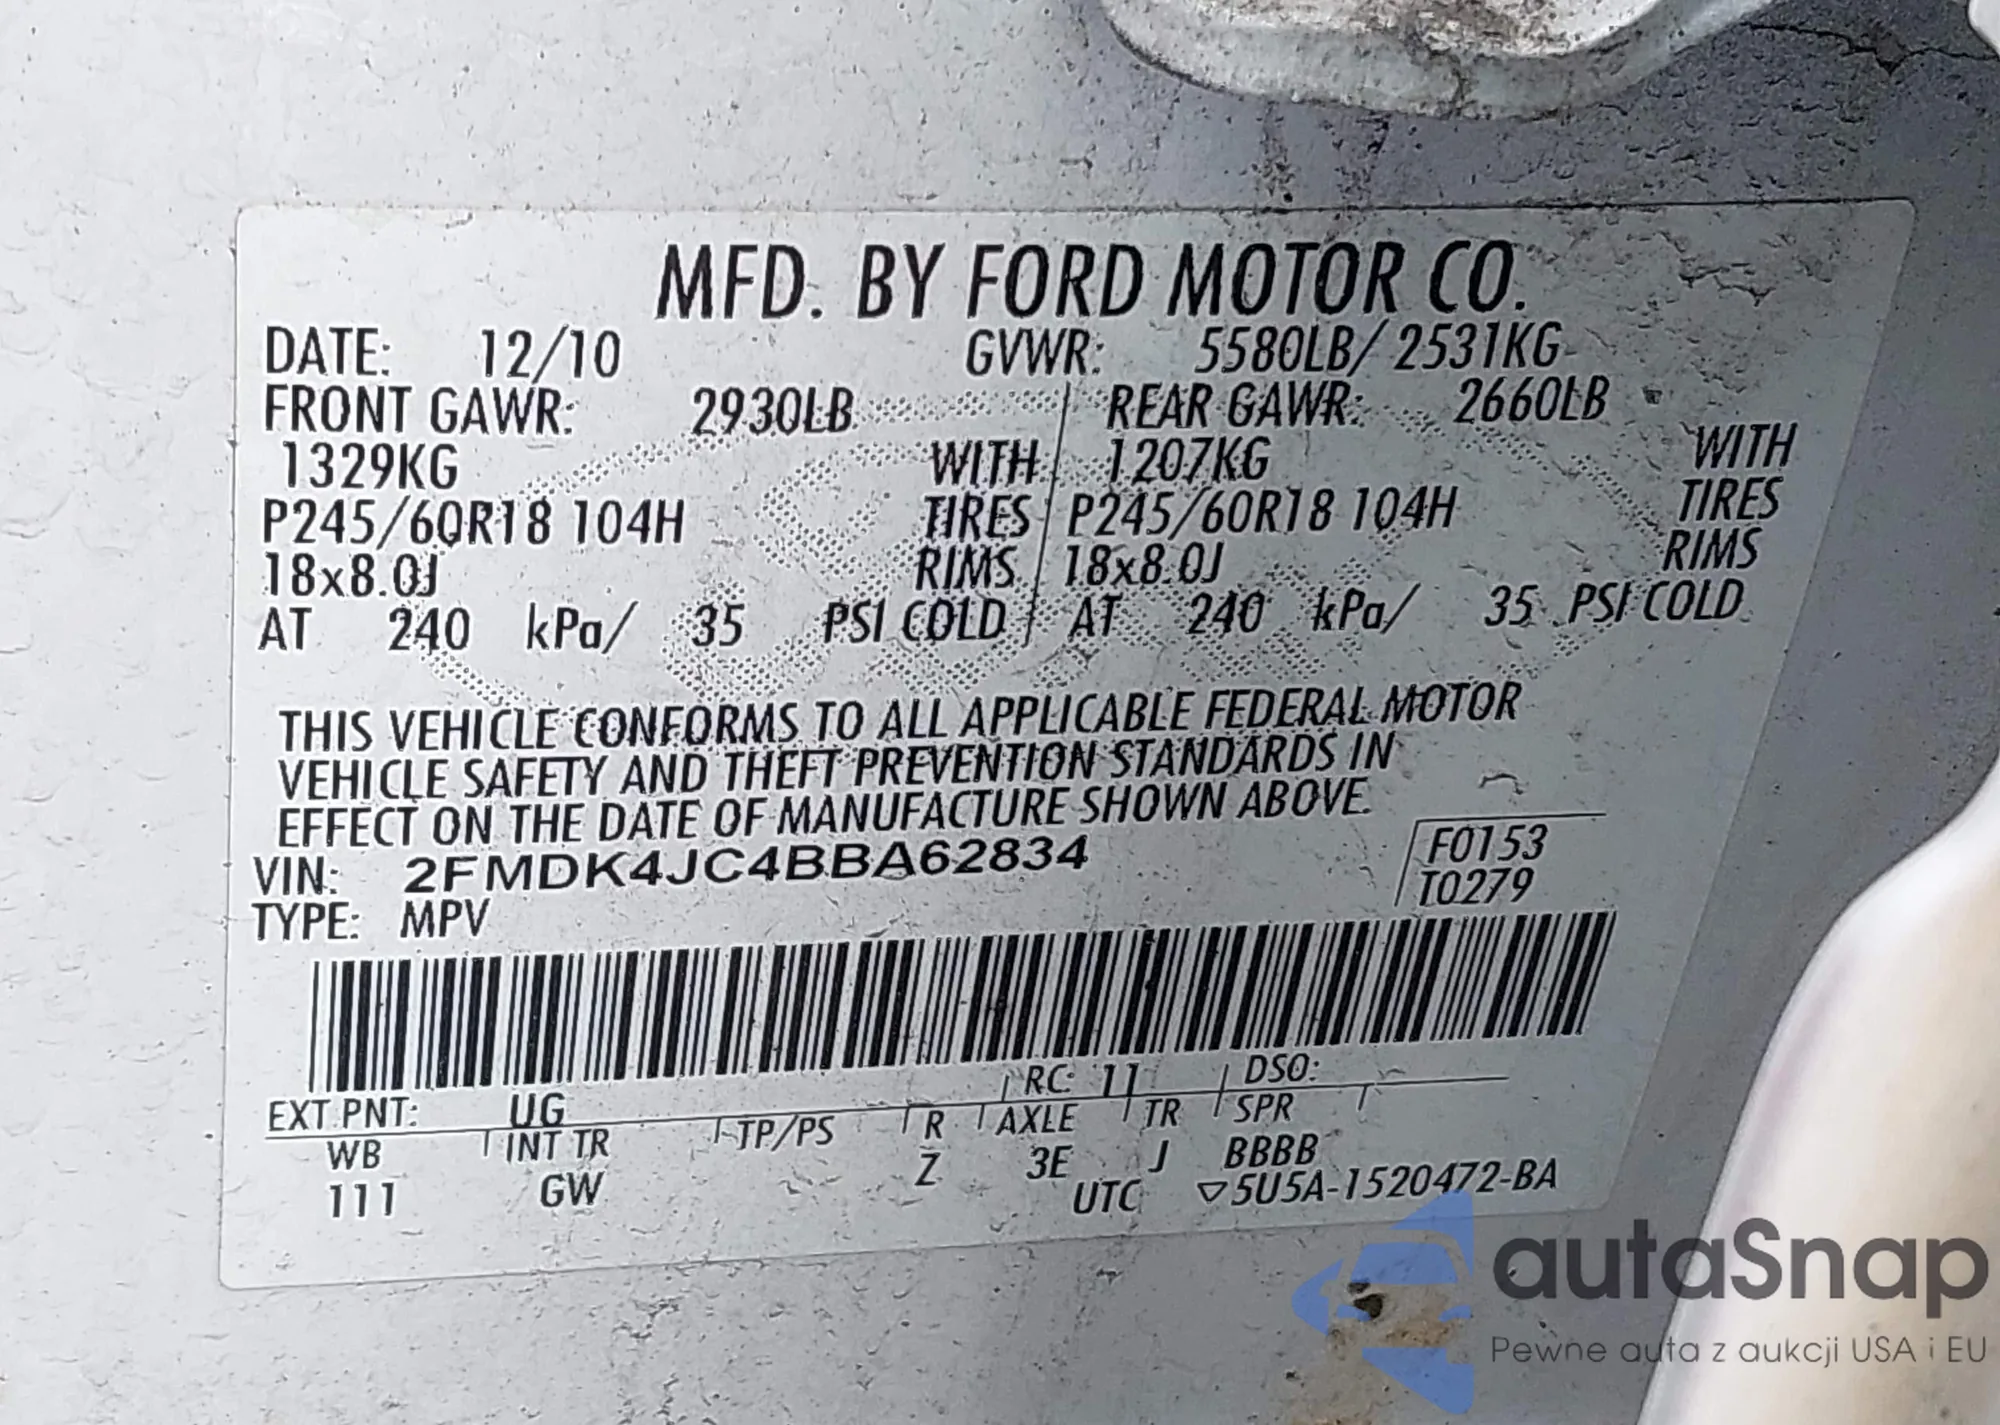 MFD. BY FORD MOTOR CO.
DATE: 12/10 GVWR: 5580LB/ 2531KG
FRONT GAWR: 2930LB REAR GAWR: 2660LB
1329KG WITH 1207KG WITH
P245/60R18 104H TIRES P245/60R18 104H TIRES
18x8.0J RIMS 18x8.0J RIMS
AT 240 kPa/ 35 PSI COLD AT 240 kPa/ 35 PSI COLD
THIS VEHICLE CONFORMS TO ALL APPLICABLE FEDERAL MOTOR
VEHICLE SAFETY AND THEFT PREVENTION STANDARDS IN
EFFECT ON THE DATE OF MANUFACTURE SHOWN ABOVE.
VIN: 2FMDK4JC4BBA62834 F0153
TYPE: MPV T0279
EXT PNT: UG RC: 11 DSO:
WB INT TR TP/PS R AXLE TR SPR
111 GW Z 3E J BBBB
UTC ▽5U5A-1520472-BA
autaSnap
Pewne auta z aukcji USA i EU